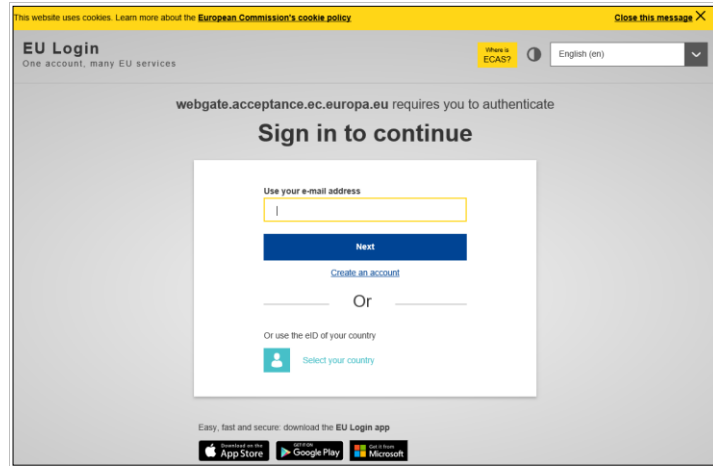 This website uses cookies. Learn more about the European Commission's cookie policy
Close this message
EU Login
One account, many EU services
Where is
ECAS?
English (en)
webgate.acceptance.ec.europa.eu requires you to authenticate
Sign in to continue
Use your e-mail address
Next
Create an account
Or
Or use the eID of your country
Select your country
Easy, fast and secure: download the EU Login app
Download on the
App Store
GET IT ON
Google Play
Get it from
Microsoft